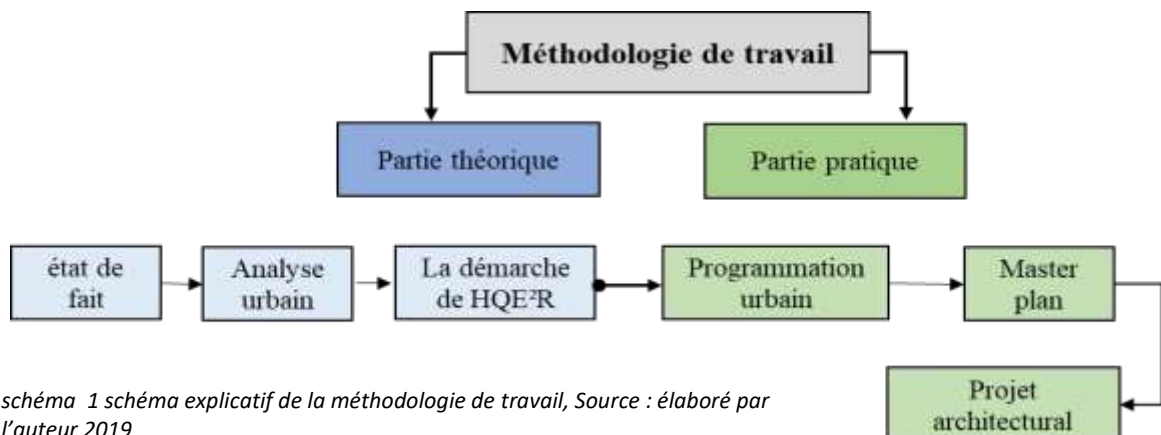 Méthodologie de travail
Partie théorique
Partie pratique
état de
fait
Analyse
urbain
La démarche
de HQE²R
Programmation
urbain
Master
plan
Projet
architectural
schéma 1 schéma explicatif de la méthodologie de travail, Source : élaboré par
l'auteur 2019